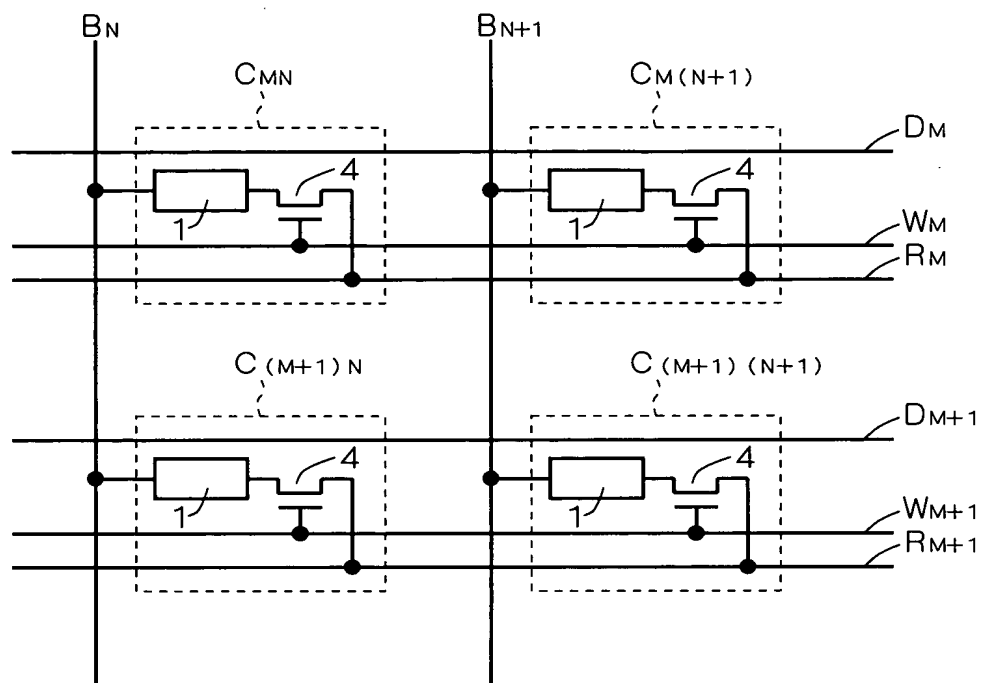 BN BN+1
CMN CM(N+1)
DM
4 4
1 1
WM
RM
C(M+1)N C(M+1)(N+1)
DM+1
4 4
1 1
WM+1
RM+1